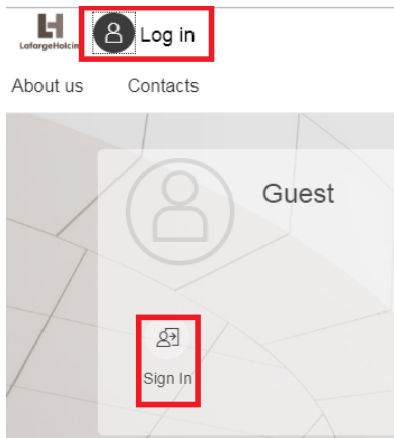 LafargeHolcim
Log in
About us Contacts
Guest
Sign In